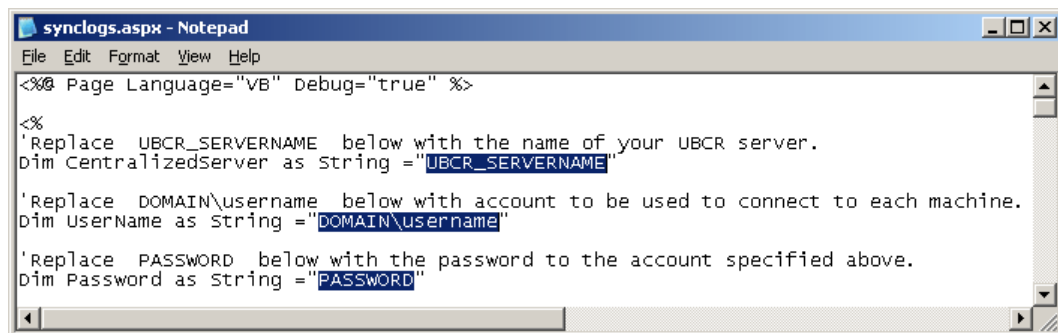 synclogs.aspx - Notepad
File Edit Format View Help
<%@ Page Language="VB" Debug="true" %>
<%
'Replace  UBCR_SERVERNAME  below with the name of your UBCR server.
Dim CentralizedServer as String ="UBCR_SERVERNAME"
'Replace  DOMAIN\username  below with account to be used to connect to each machine.
Dim UserName as String ="DOMAIN\username"
'Replace  PASSWORD  below with the password to the account specified above.
Dim Password as String ="PASSWORD"